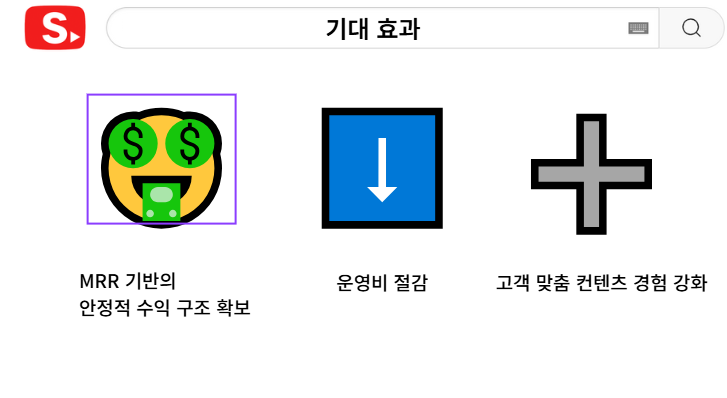 S
기대 효과
$ $
MRR 기반의
안정적 수익 구조 확보
운영비 절감
고객 맞춤 컨텐츠 경험 강화